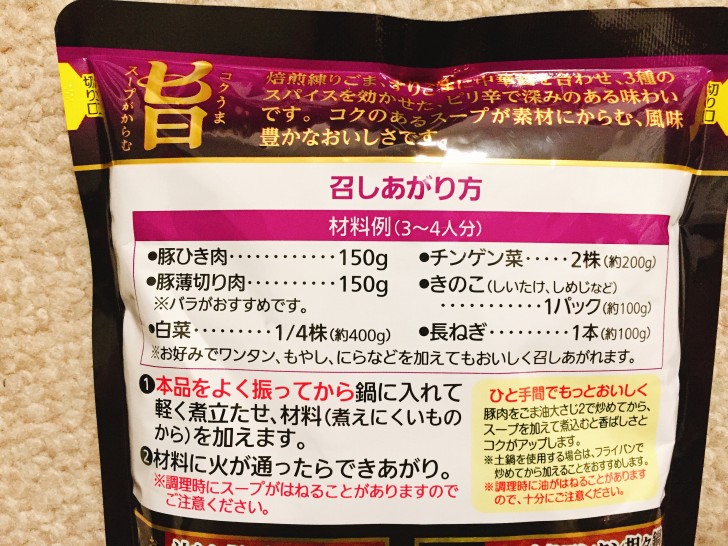 切り口
スープがからむ
旨
コクうま
焙煎練りごま、すりごまに中華醤を合わせ、3種の
スパイスを効かせた、ピリ辛で深みのある味わい
です。 コクのあるスープが素材にからむ、風味
豊かなおいしさです。
切り口
召しあがり方
材料例(3〜4人分)
●豚ひき肉・・・・・・・・・・・・150g
●豚薄切り肉・・・・・・・・・・150g
※バラがおすすめです。
●白菜・・・・・・・・・1/4株(約400g)
●チンゲン菜・・・・・2株(約200g)
●きのこ(しいたけ、しめじなど)
・・・・・・・・・・・1パック(約100g)
●長ねぎ・・・・・・・・・1本(約100g)
※お好みでワンタン、もやし、にらなどを加えてもおいしく召しあがれます。
❶本品をよく振ってから鍋に入れて
軽く煮立たせ、材料(煮えにくいもの
から)を加えます。
❷材料に火が通ったらできあがり。
※調理時にスープがはねることがありますので
ご注意ください。
ひと手間でもっとおいしく
豚肉をごま油大さじ2で炒めてから、
スープを加えて煮込むと香ばしさと
コクがアップします。
※土鍋を使用する場合は、フライパンで
炒めてから加えることをおすすめします。
※調理時に油がはねることがあります
ので、十分にご注意ください。